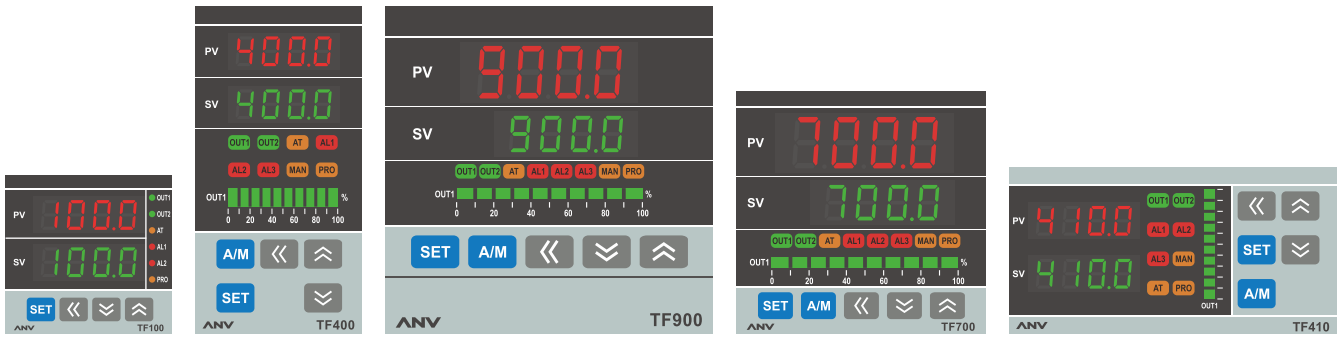 PV 100.0
OUT1
OUT2
AT
SV 100.0
AL1
AL2
PRO
SET
ANV TF100
PV 400.0
SV 400.0
OUT1 OUT2 AT AL1
AL2 AL3 MAN PRO
OUT1 %
0 20 40 60 80 100
A/M
SET
ANV TF400
PV 900.0
SV 900.0
OUT1 OUT2 AT AL1 AL2 AL3 MAN PRO
OUT1 %
0 20 40 60 80 100
SET A/M
ANV TF900
PV 700.0
SV 700.0
OUT1 OUT2 AT AL1 AL2 AL3 MAN PRO
OUT1 %
0 20 40 60 80 100
SET A/M
ANV TF700
PV 410.0
SV 410.0
OUT1 OUT2
AL1 AL2
AL3 MAN
AT PRO
OUT1
SET
A/M
ANV TF410